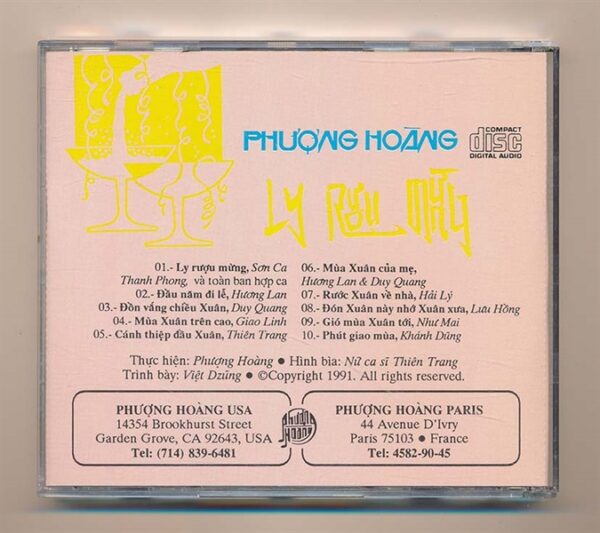 PHƯỢNG HOÀNG
COMPACT
disc
DIGITAL AUDIO
LY RƯỢU MỪNG
01.- Ly rượu mừng, Sơn Ca
Thanh Phong, và toàn ban hợp ca
02.- Đầu năm đi lễ, Hương Lan
03.- Đồn vắng chiều Xuân, Duy Quang
04.- Mùa Xuân trên cao, Giao Linh
05.- Cánh thiệp đầu Xuân, Thiên Trang
06.- Mùa Xuân của mẹ,
Hương Lan & Duy Quang
07.- Rước Xuân về nhà, Hải Lý
08.- Đón Xuân này nhớ Xuân xưa, Lưu Hồng
09.- Gió mùa Xuân tới, Như Mai
10.- Phút giao mùa, Khánh Dũng
Thực hiện: Phượng Hoàng ● Hình bìa: Nữ ca sĩ Thiên Trang
Trình bày: Việt Dzũng ● ©Copyright 1991. All rights reserved.
PHƯỢNG HOÀNG USA
14354 Brookhurst Street
Garden Grove, CA 92643, USA
Tel: (714) 839-6481
PHƯỢNG HOÀNG
PHƯỢNG HOÀNG PARIS
44 Avenue D'Ivry
Paris 75103 ● France
Tel: 4582-90-45